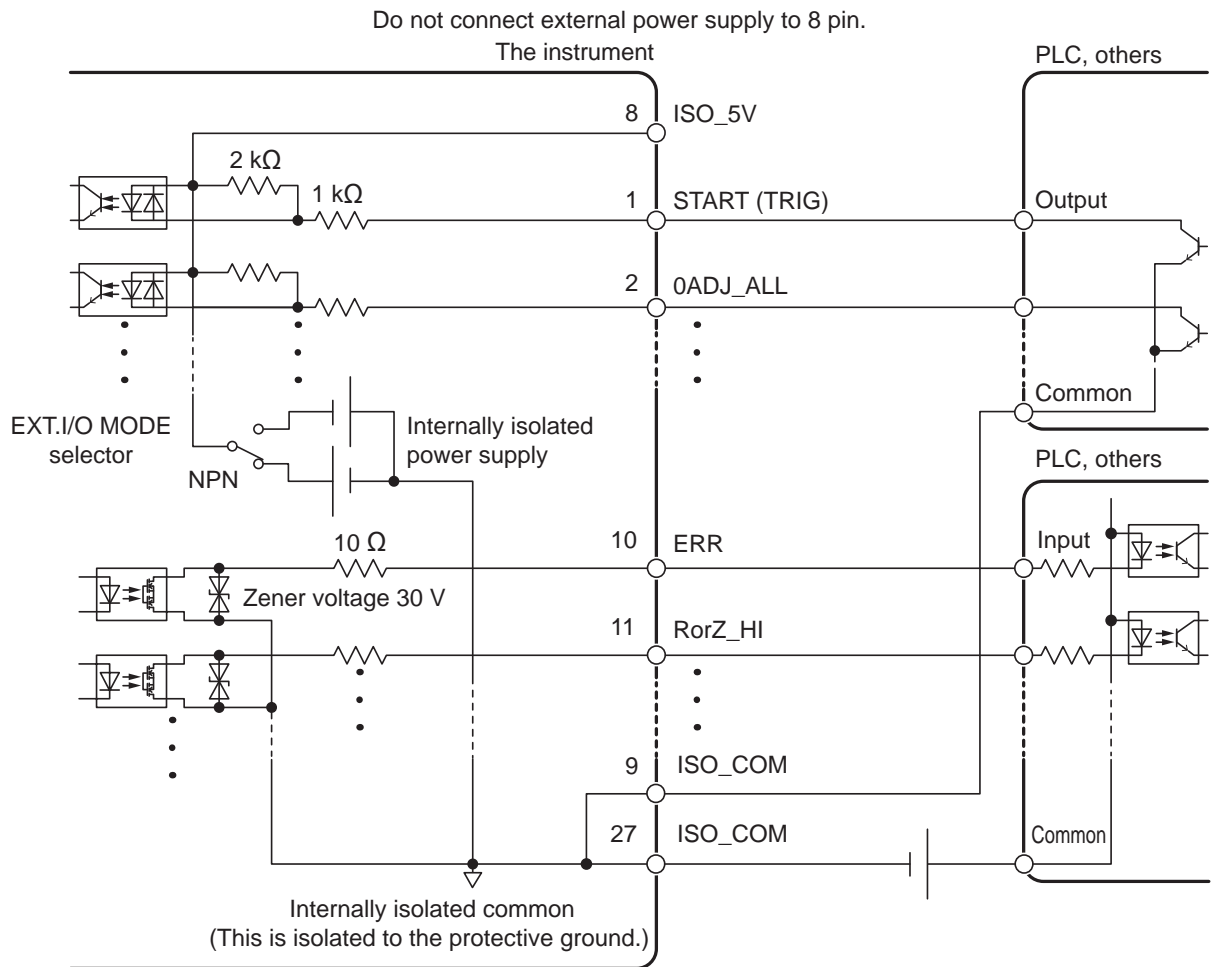 Do not connect external power supply to 8 pin.
The instrument
PLC, others
8
ISO_5V
2 kΩ
1 kΩ
1
START (TRIG)
Output
2
0ADJ_ALL
Common
EXT.I/O MODE
selector
NPN
Internally isolated
power supply
PLC, others
10 Ω
10
ERR
Input
Zener voltage 30 V
11
RorZ_HI
9
ISO_COM
27
ISO_COM
Common
Internally isolated common
(This is isolated to the protective ground.)